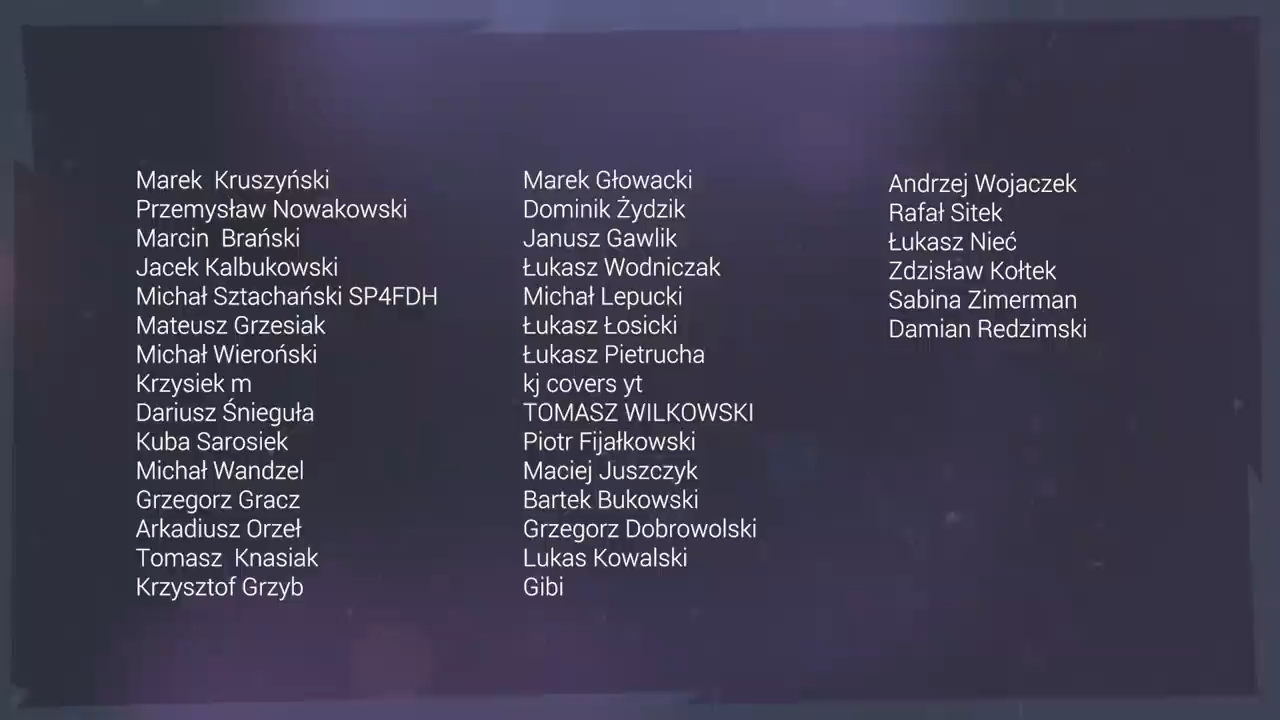 Marek  Kruszyński
Przemysław Nowakowski
Marcin  Brański
Jacek Kalbukowski
Michał Sztachański SP4FDH
Mateusz Grzesiak
Michał Wieroński
Krzysiek m
Dariusz Śnieguła
Kuba Sarosiek
Michał Wandzel
Grzegorz Gracz
Arkadiusz Orzeł
Tomasz  Knasiak
Krzysztof Grzyb
Marek Głowacki
Dominik Żydzik
Janusz Gawlik
Łukasz Wodniczak
Michał Lepucki
Łukasz Łosicki
Łukasz Pietrucha
kj covers yt
TOMASZ WILKOWSKI
Piotr Fijałkowski
Maciej Juszczyk
Bartek Bukowski
Grzegorz Dobrowolski
Lukas Kowalski
Gibi
Andrzej Wojaczek
Rafał Sitek
Łukasz Nieć
Zdzisław Kołtek
Sabina Zimerman
Damian Redzimski